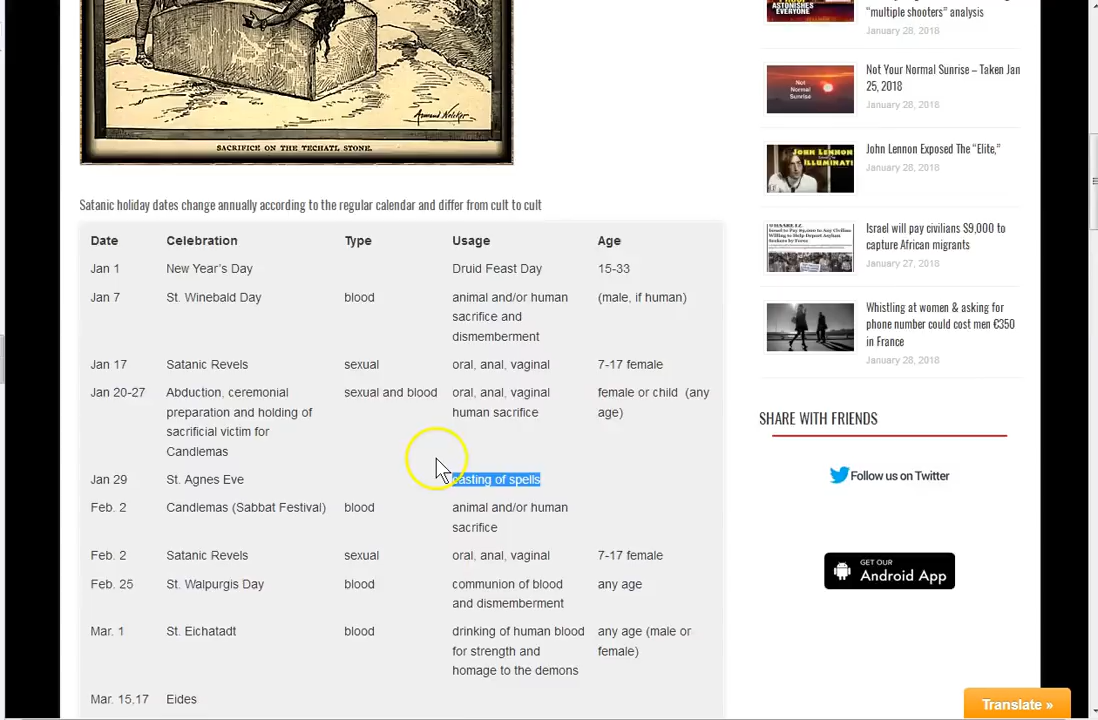 Armand Welcker
SACRIFICE ON THE TECHATL STONE.
Satanic holiday dates change annually according to the regular calendar and differ from cult to cult
Date Celebration Type Usage Age
Jan 1 New Year's Day Druid Feast Day 15-33
Jan 7 St. Winebald Day blood animal and/or human (male, if human)
sacrifice and
dismemberment
Jan 17 Satanic Revels sexual oral, anal, vaginal 7-17 female
Jan 20-27 Abduction, ceremonial sexual and blood oral, anal, vaginal female or child (any
preparation and holding of human sacrifice age)
sacrificial victim for
Candlemas
Jan 29 St. Agnes Eve casting of spells
Feb. 2 Candlemas (Sabbat Festival) blood animal and/or human
sacrifice
Feb. 2 Satanic Revels sexual oral, anal, vaginal 7-17 female
Feb. 25 St. Walpurgis Day blood communion of blood any age
and dismemberment
Mar. 1 St. Eichatadt blood drinking of human blood any age (male or
for strength and female)
homage to the demons
Mar. 15,17 Eides
ASTONISHES
EVERYONE
"multiple shooters" analysis
January 28, 2018
Not
Normal
Sunrise
Not Your Normal Sunrise – Taken Jan
25, 2018
January 28, 2018
JOHN LENNON
ILLUMINATI
John Lennon Exposed The "Elite,"
January 28, 2018
Israel will pay civilians $9,000 to
capture African migrants
January 27, 2018
Whistling at women & asking for
phone number could cost men €350
in France
January 28, 2018
SHARE WITH FRIENDS
Follow us on Twitter
GET OUR
Android App
Translate »